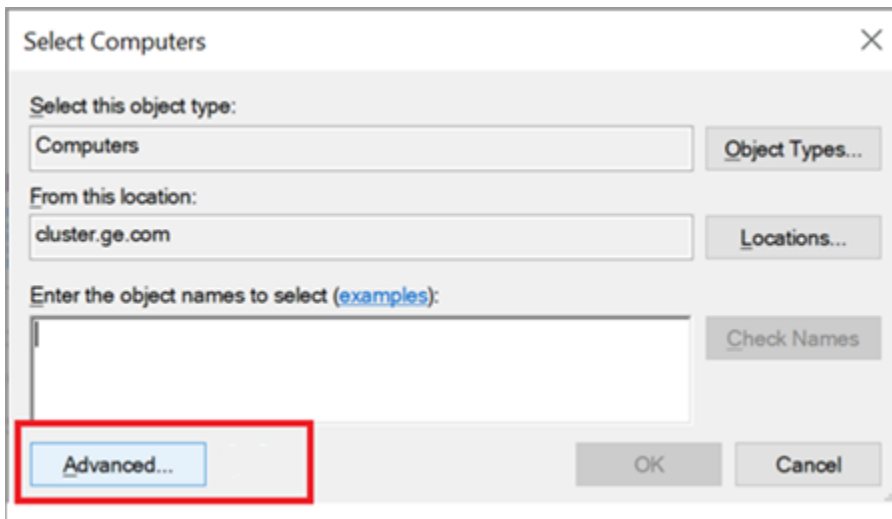 Select Computers
Select this object type:
Computers
Object Types...
From this location:
cluster.ge.com
Locations...
Enter the object names to select (examples):
Check Names
Advanced...
OK
Cancel